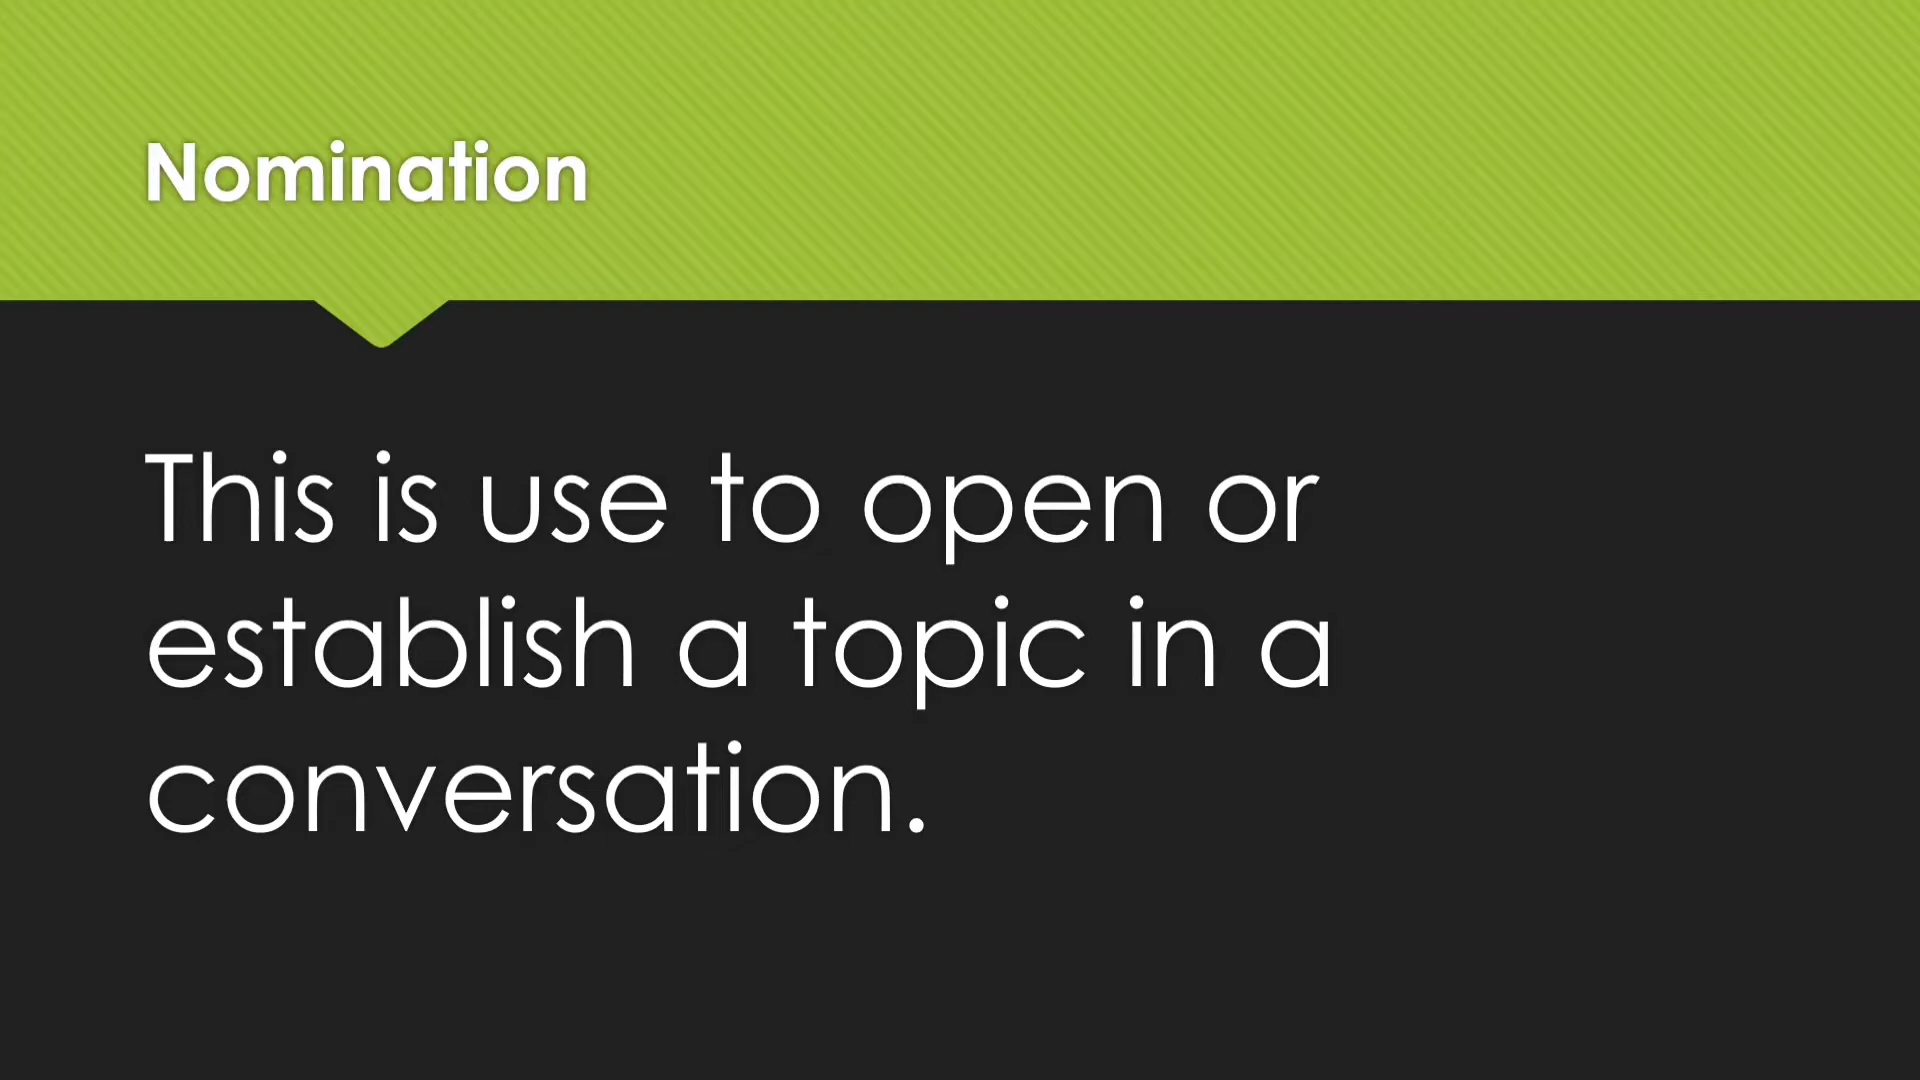 Nomination
This is use to open or
establish a topic in a
conversation.